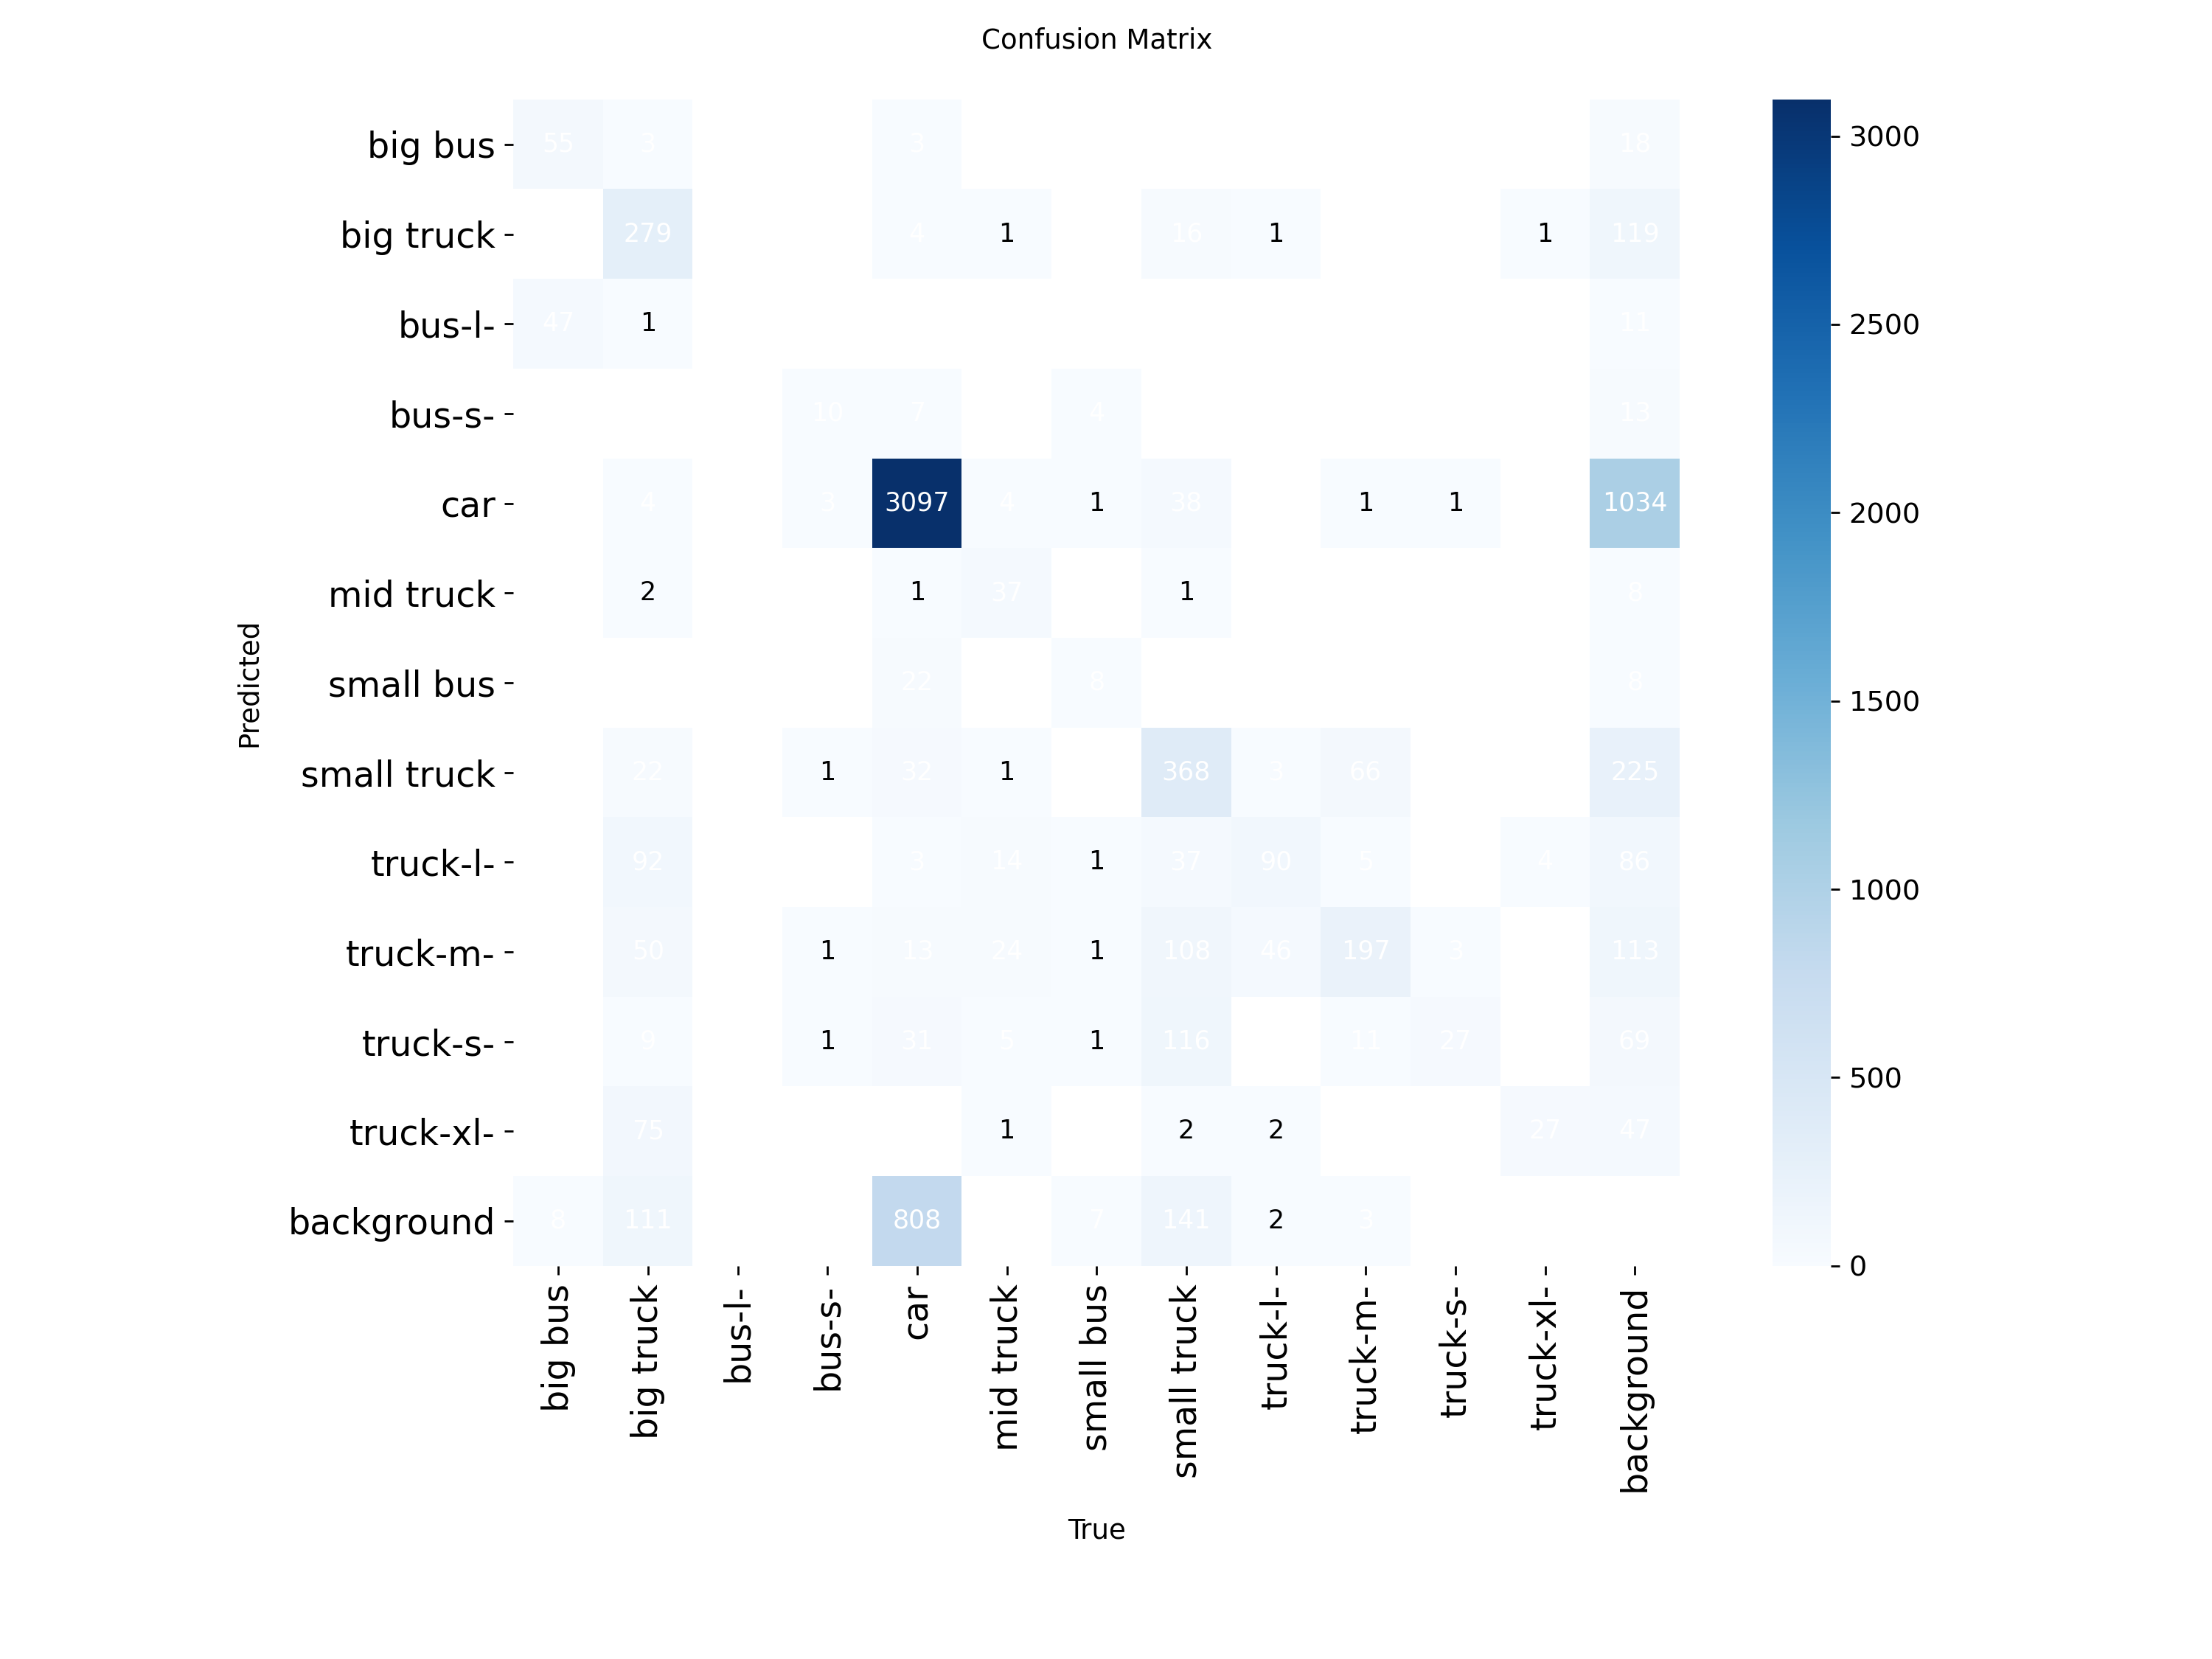 Confusion Matrix
big bus 55 3 3 18
big truck 279 4 1 16 1 1 119
bus-l- 47 1 11
bus-s- 10 7 4 13
car 4 3 3097 4 1 38 1 1 1034
mid truck 2 1 37 1 8
small bus 22 8 8
small truck 22 1 32 1 368 3 66 225
truck-l- 92 3 14 1 37 90 5 4 86
truck-m- 50 1 13 24 1 108 46 197 3 113
truck-s- 9 1 31 5 1 116 11 27 69
truck-xl- 75 1 2 2 27 47
background 8 111 808 7 141 2 3
big bus
big truck
bus-l-
bus-s-
car
mid truck
small bus
small truck
truck-l-
truck-m-
truck-s-
truck-xl-
background
True
Predicted
3000
2500
2000
1500
1000
500
0